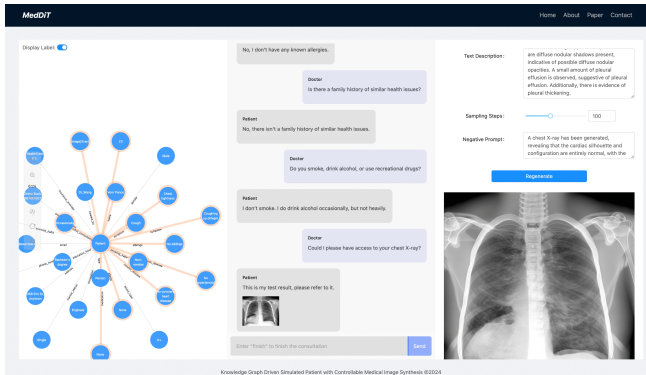 MedDiT
Home About Paper Contact
Display Label:
Patient
Cough
Engineer
Single
None
No, I don't have any known allergies.
Doctor
Is there a family history of similar health issues?
Patient
No, there isn't a family history of similar health issues.
Doctor
Do you smoke, drink alcohol, or use recreational drugs?
Patient
I don't smoke. I do drink alcohol occasionally, but not heavily.
Doctor
Could I please have access to your chest X-ray?
Patient
This is my test result, please refer to it.
Enter "Finish" to finish the consultation
Send
Text Description:
are diffuse nodular shadows present,
indicative of possible diffuse nodular
opacities. A small amount of pleural
effusion is observed, suggestive of pleural
effusion. Additionally, there is evidence of
pleural thickening.
Sampling Steps:
100
Negative Prompt:
A chest X-ray has been generated,
revealing that the cardiac silhouette and
configuration are entirely normal, with the
Regenerate
Knowledge Graph Driven Simulated Patient with Controllable Medical Image Synthesis ©2024